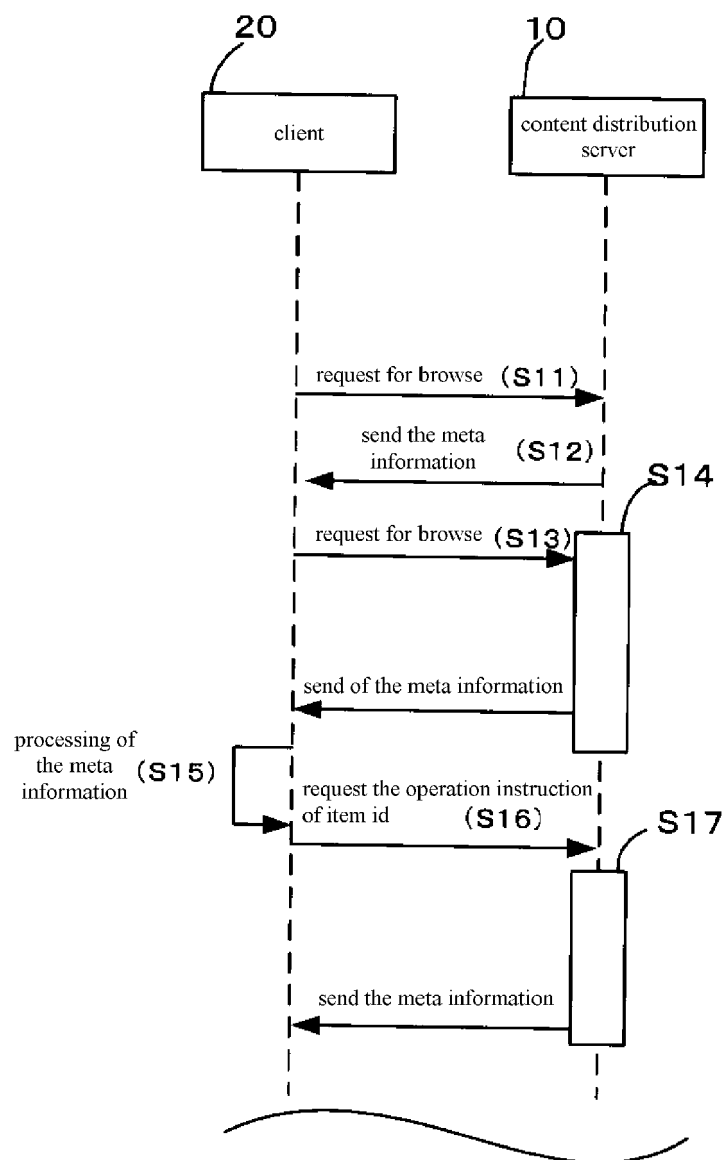 20
10
client
content distribution
server
request for browse (S11)
send the meta
information
(S12)
S14
request for browse (S13)
send of the meta information
processing of
the meta
information
(S15)
request the operation instruction
of item id
(S16)
S17
send the meta information